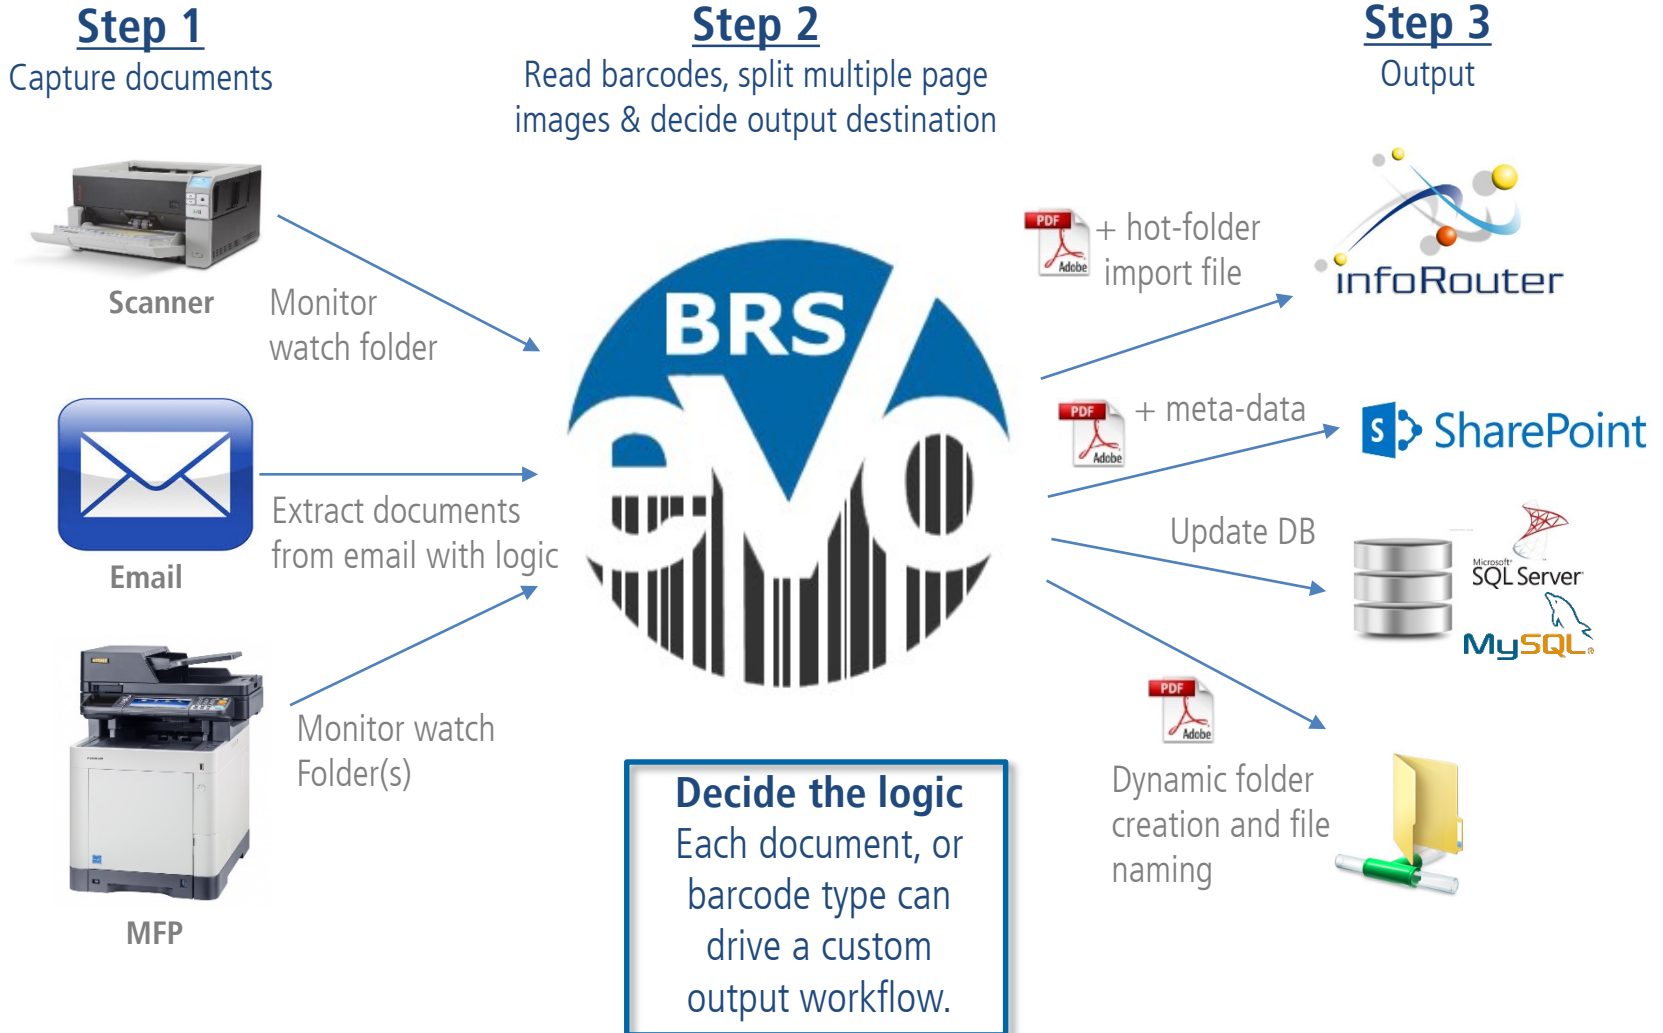 Step 1
Capture documents
Scanner
Monitor
watch folder
Email
Extract documents
from email with logic
MFP
Monitor watch
Folder(s)
Step 2
Read barcodes, split multiple page
images & decide output destination
BRS
evo
Decide the logic
Each document, or
barcode type can
drive a custom
output workflow.
Step 3
Output
PDF
Adobe
+ hot-folder
import file
infoRouter
PDF
Adobe
+ meta-data
S
SharePoint
Update DB
Microsoft®
SQL Server
MySQL®
PDF
Adobe
Dynamic folder
creation and file
naming